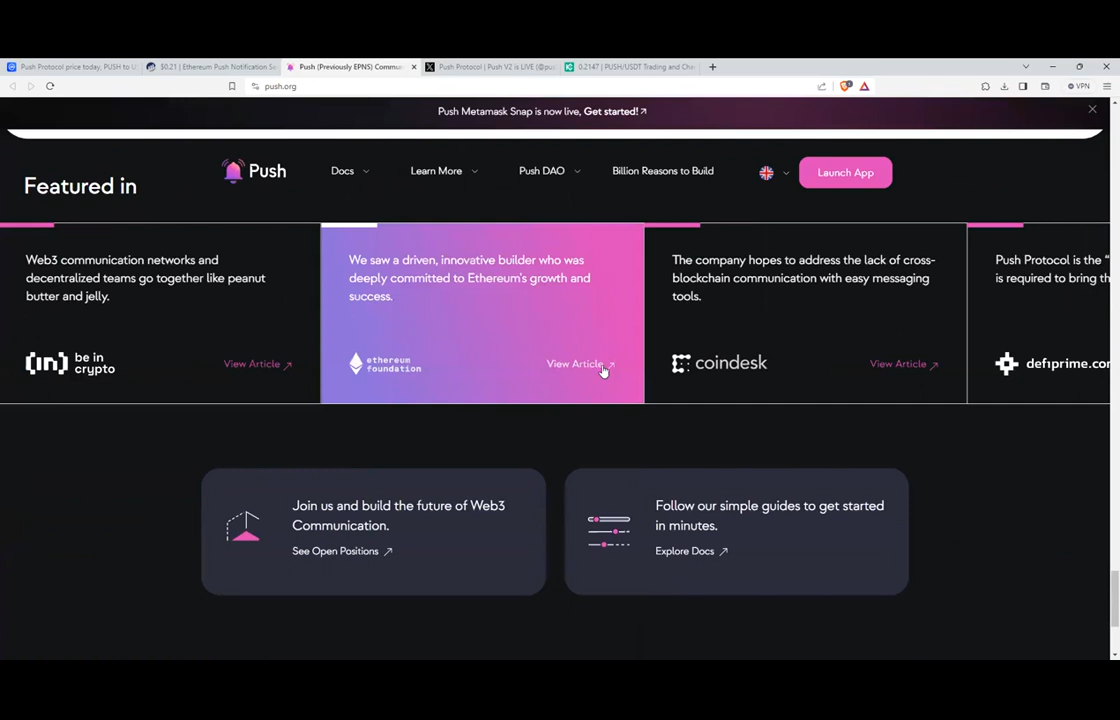 Push Protocol price today, PUSH to U
$0.21 | Ethereum Push Notification Se
Push (Previously EPNS) Commun
Push Protocol | Push V2 is LIVE (@pus
0.2147 | PUSH/USDT Trading and Cha
push.org
VPN
Push Metamask Snap is now live, Get started!
Featured in
Push
Docs
Learn More
Push DAO
Billion Reasons to Build
Launch App
Web3 communication networks and
decentralized teams go together like peanut
butter and jelly.
be in
crypto
View Article
We saw a driven, innovative builder who was
deeply committed to Ethereum's growth and
success.
ethereum
foundation
View Article
The company hopes to address the lack of cross-
blockchain communication with easy messaging
tools.
coindesk
View Article
Push Protocol is the "
is required to bring th
defiprime.com
Join us and build the future of Web3
Communication.
See Open Positions
Follow our simple guides to get started
in minutes.
Explore Docs